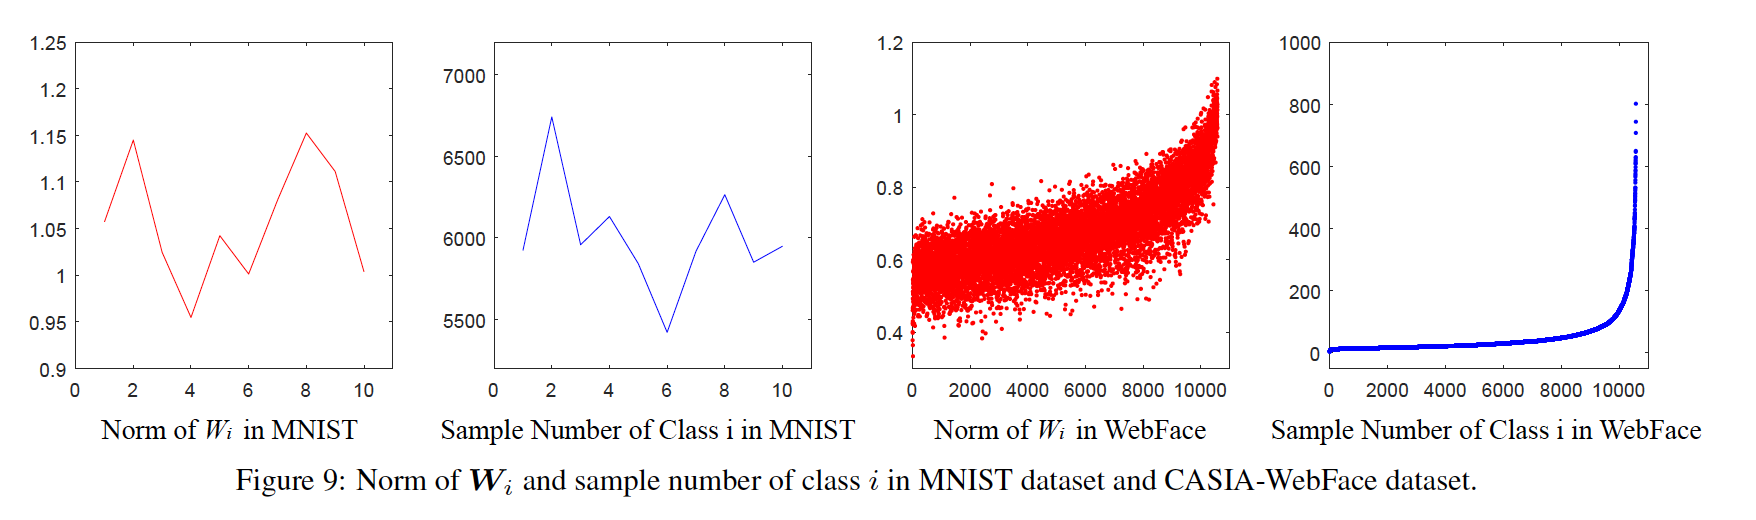 1.25
1.2
1.15
1.1
1.05
1
0.95
0.9
0 2 4 6 8 10
Norm of Wi in MNIST
7000
6500
6000
5500
0 2 4 6 8 10
Sample Number of Class i in MNIST
1.2
1
0.8
0.6
0.4
0 2000 4000 6000 8000 10000
Norm of Wi in WebFace
1000
800
600
400
200
0
0 2000 4000 6000 8000 10000
Sample Number of Class i in WebFace
Figure 9: Norm of Wi and sample number of class i in MNIST dataset and CASIA-WebFace dataset.